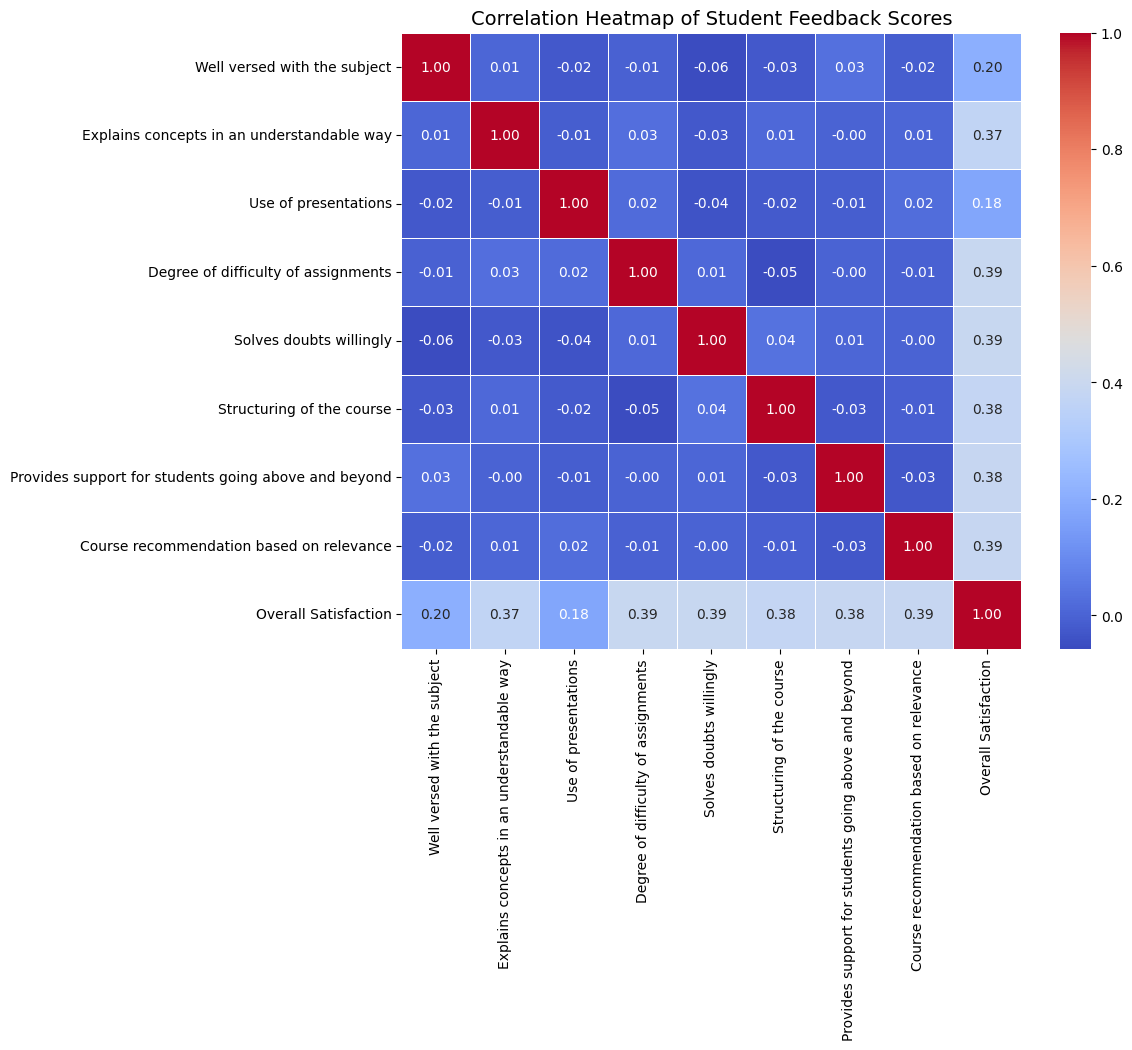 Correlation Heatmap of Student Feedback Scores
Well versed with the subject 1.00 0.01 -0.02 -0.01 -0.06 -0.03 0.03 -0.02 0.20
Explains concepts in an understandable way 0.01 1.00 -0.01 0.03 -0.03 0.01 -0.00 0.01 0.37
Use of presentations -0.02 -0.01 1.00 0.02 -0.04 -0.02 -0.01 0.02 0.18
Degree of difficulty of assignments -0.01 0.03 0.02 1.00 0.01 -0.05 -0.00 -0.01 0.39
Solves doubts willingly -0.06 -0.03 -0.04 0.01 1.00 0.04 0.01 -0.00 0.39
Structuring of the course -0.03 0.01 -0.02 -0.05 0.04 1.00 -0.03 -0.01 0.38
Provides support for students going above and beyond 0.03 -0.00 -0.01 -0.00 0.01 -0.03 1.00 -0.03 0.38
Course recommendation based on relevance -0.02 0.01 0.02 -0.01 -0.00 -0.01 -0.03 1.00 0.39
Overall Satisfaction 0.20 0.37 0.18 0.39 0.39 0.38 0.38 0.39 1.00
Well versed with the subject
Explains concepts in an understandable way
Use of presentations
Degree of difficulty of assignments
Solves doubts willingly
Structuring of the course
Provides support for students going above and beyond
Course recommendation based on relevance
Overall Satisfaction
1.0
0.8
0.6
0.4
0.2
0.0